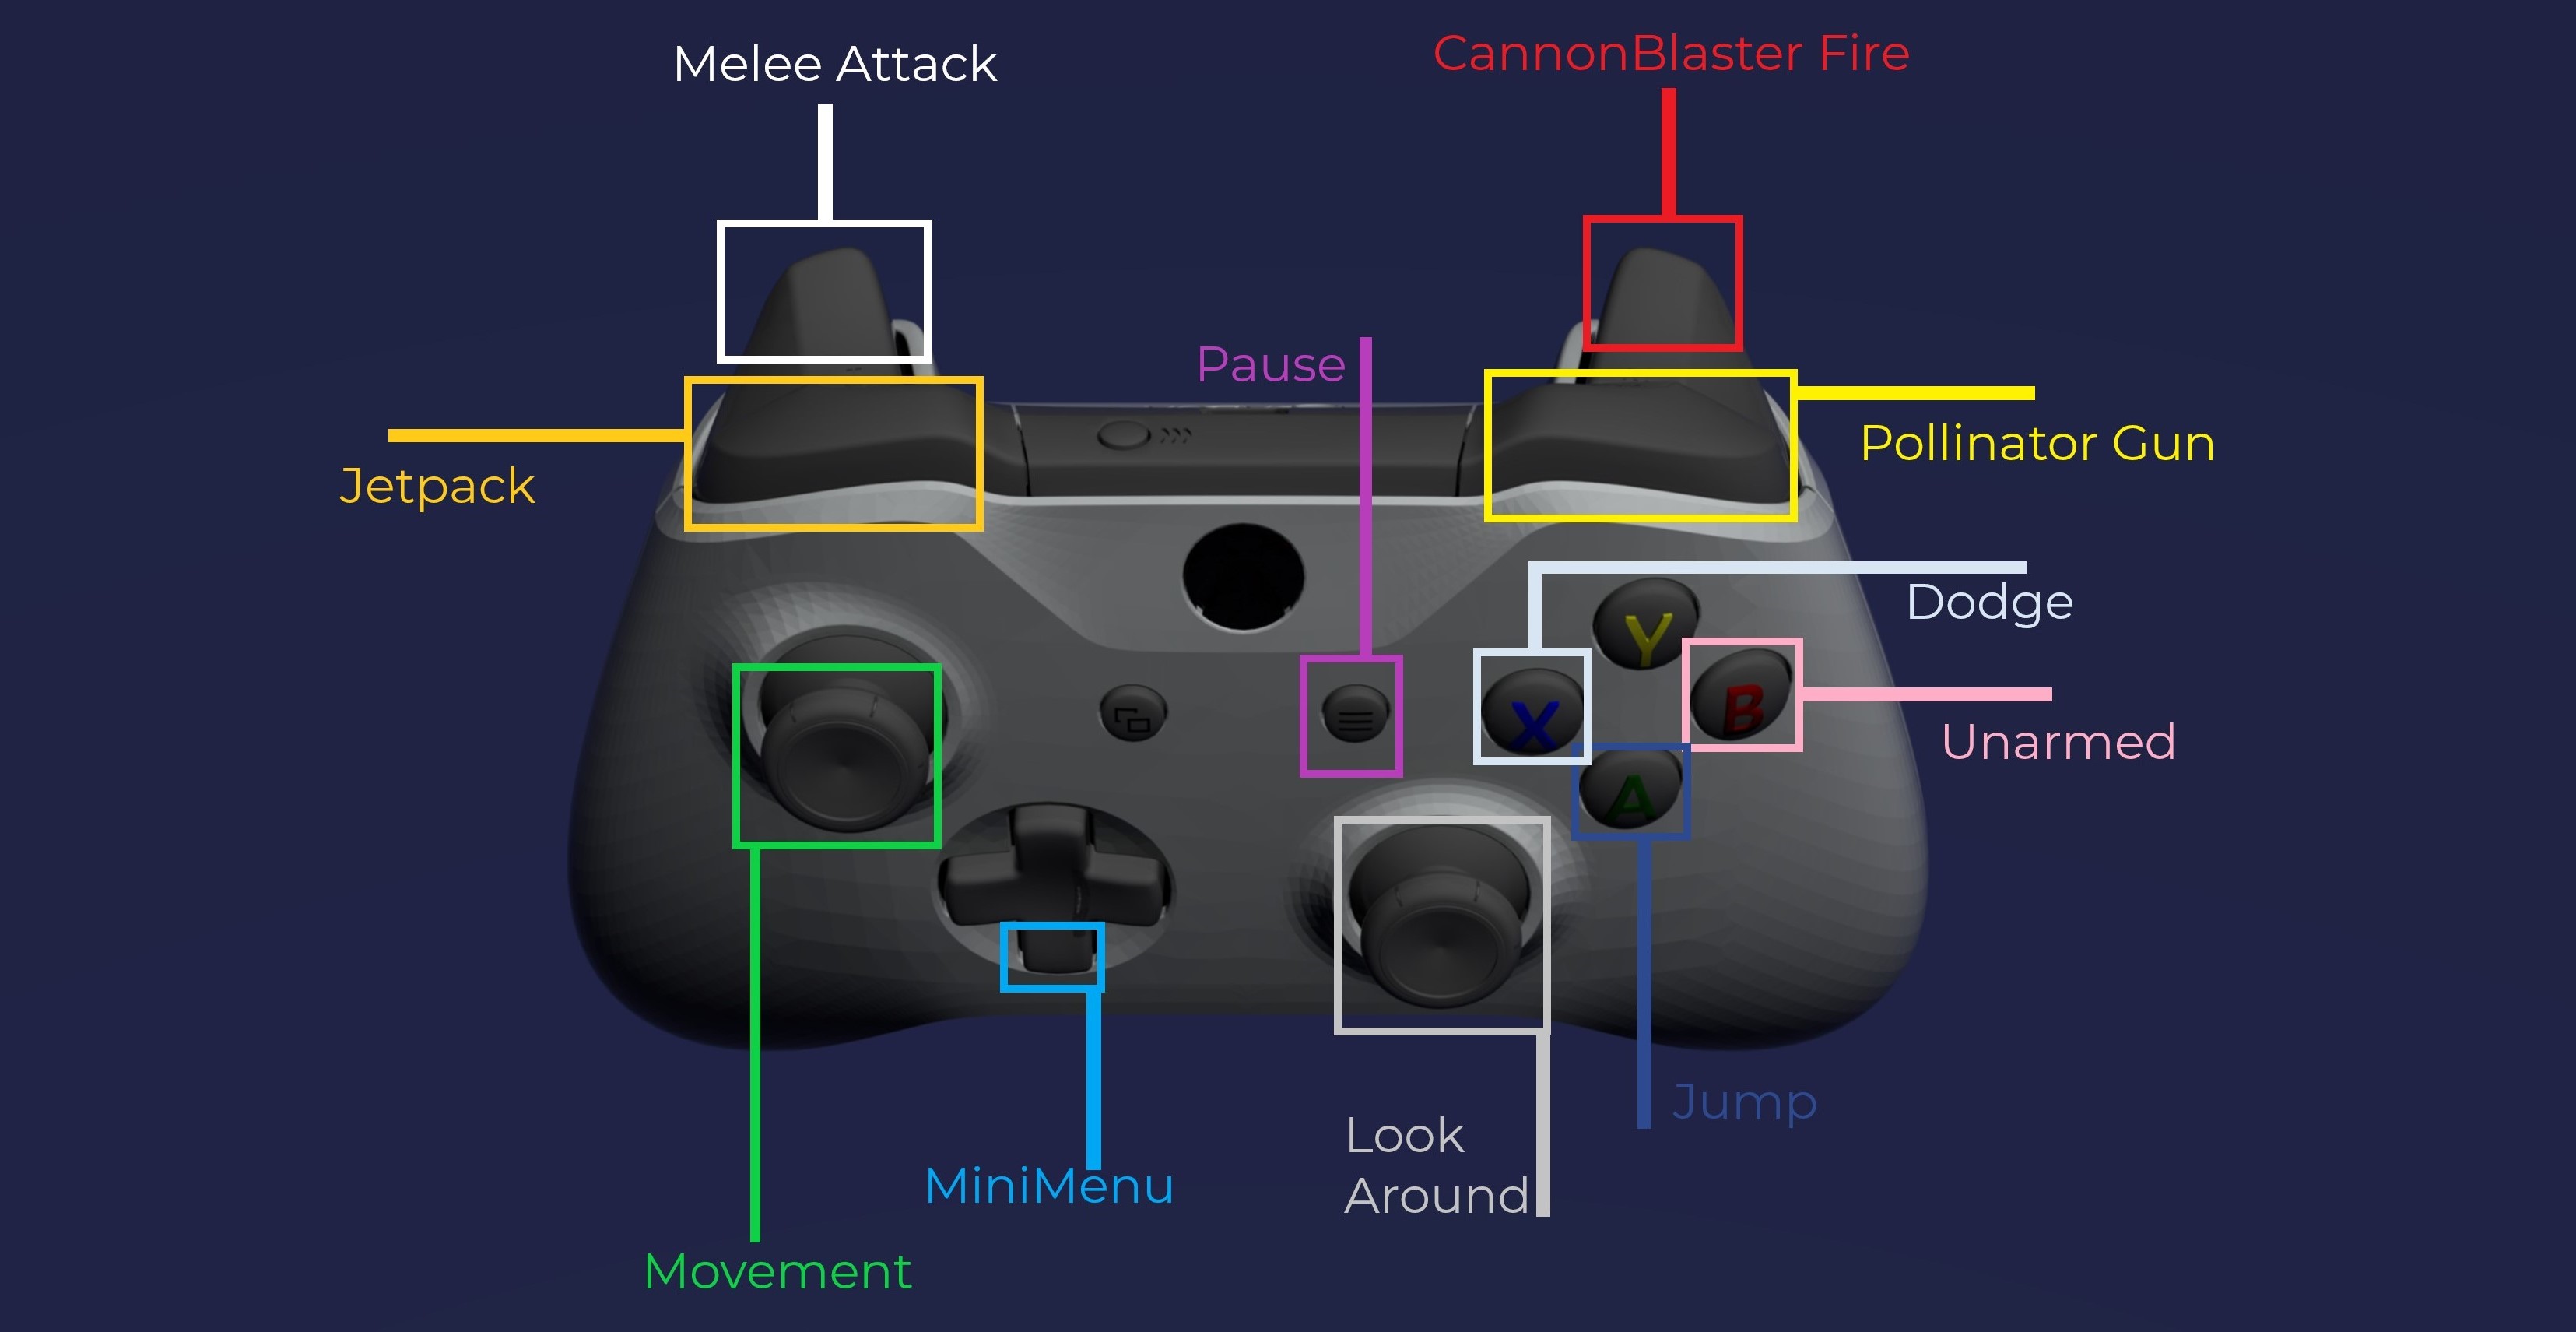 Melee Attack
CannonBlaster Fire
Pause
Pollinator Gun
Jetpack
Dodge
Y
B
X
Unarmed
A
Jump
Look
Around
MiniMenu
Movement